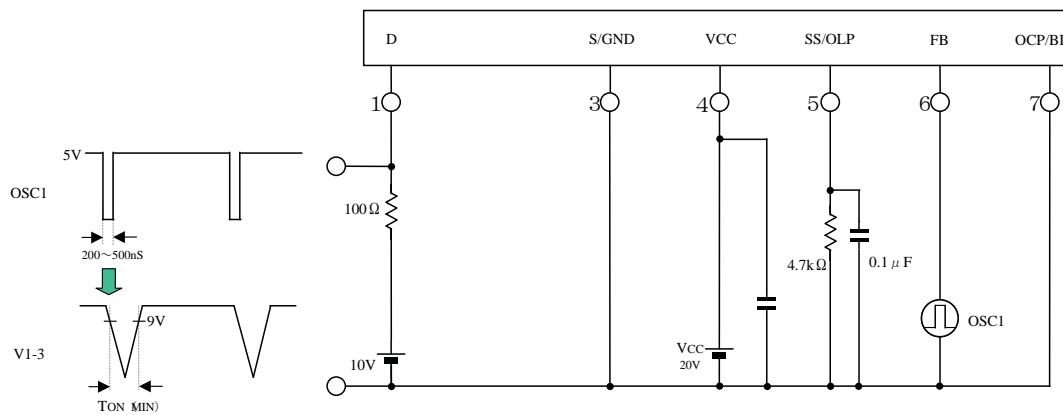 D S/GND VCC SS/OLP FB OCP/BD
1 3 4 5 6 7
5V
OSC1
100Ω
200～500nS
4.7kΩ 0.1μF
9V
OSC1
V1-3
10V
VCC
20V
TON (MIN)